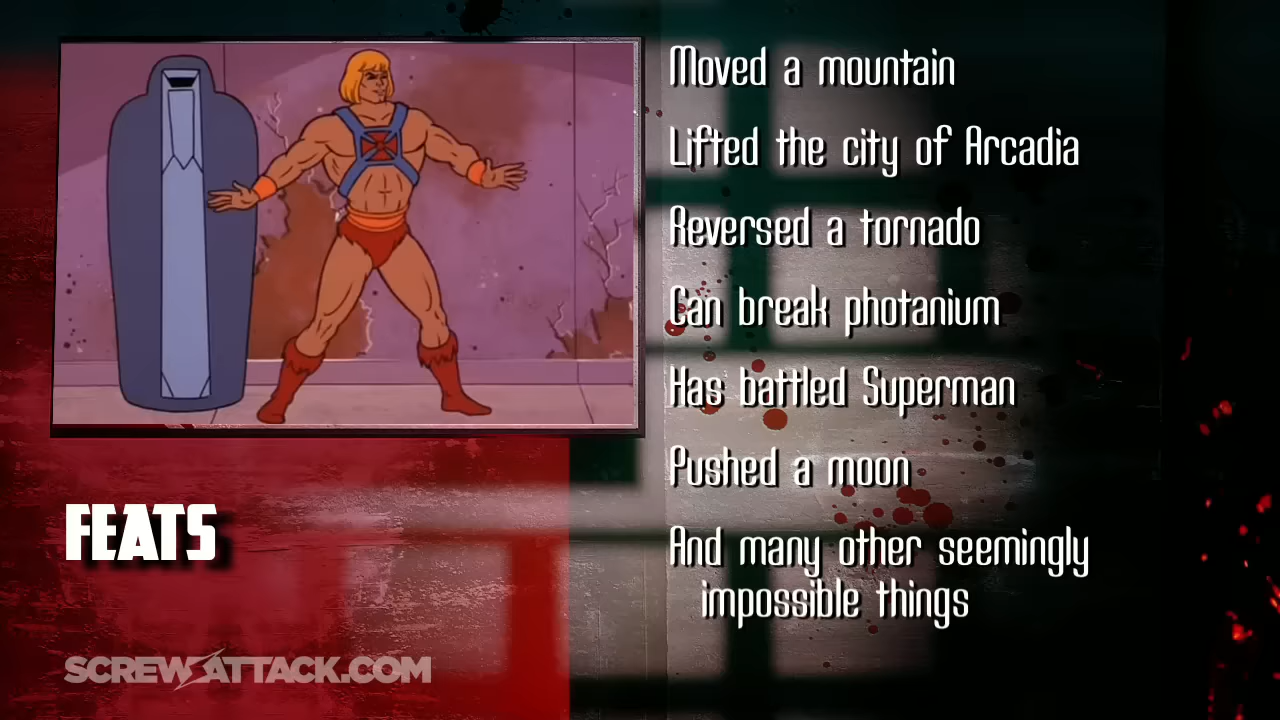 Moved a mountain
Lifted the city of Arcadia
Reversed a tornado
Can break photanium
Has battled Superman
Pushed a moon
And many other seemingly
impossible things
FEATS
SCREWATTACK.COM